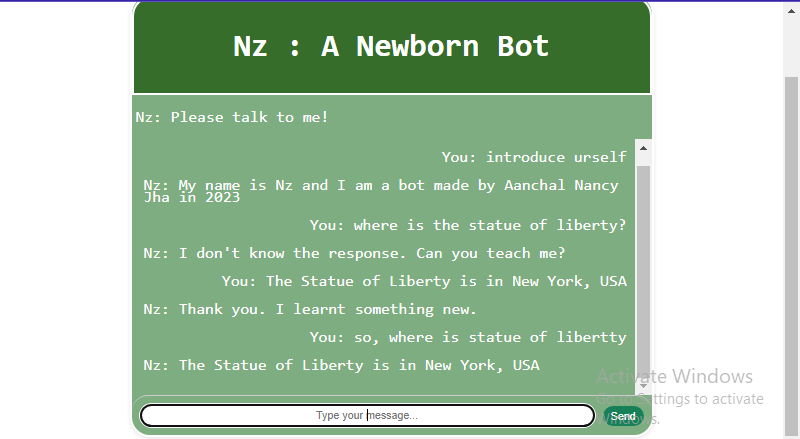 Nz : A Newborn Bot
Nz: Please talk to me!
You: introduce urself
Nz: My name is Nz and I am a bot made by Aanchal Nancy
Jha in 2023
You: where is the statue of liberty?
Nz: I don't know the response. Can you teach me?
You: The Statue of Liberty is in New York, USA
Nz: Thank you. I learnt something new.
You: so, where is statue of libertty
Nz: The Statue of Liberty is in New York, USA
Activate Windows
Go to Settings to activate
Windows.
Type your message...
Send